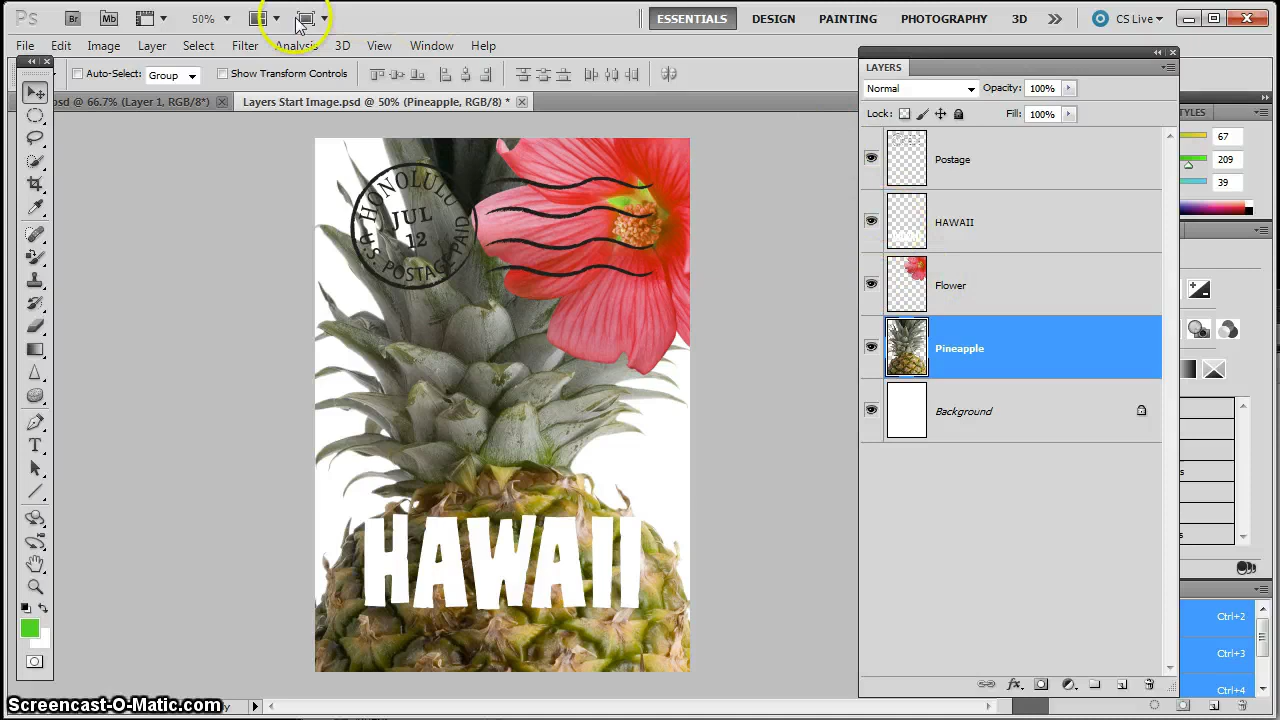 Ps Br Mb 50% ESSENTIALS DESIGN PAINTING PHOTOGRAPHY 3D CS Live
File Edit Image Layer Select Filter Analysis 3D View Window Help
Auto-Select: Group Show Transform Controls
.psd @ 66.7% (Layer 1, RGB/8*) Layers Start Image.psd @ 50% (Pineapple, RGB/8) *
LAYERS
Normal Opacity: 100%
Lock: Fill: 100%
Postage
HAWAII
Flower
Pineapple
Background
STYLES
67
209
39
Ctrl+2
Ctrl+3
Ctrl+4
HONOLULU
JUL
12
U.S. POSTAGE PAID
HAWAII
Screencast-O-Matic.com